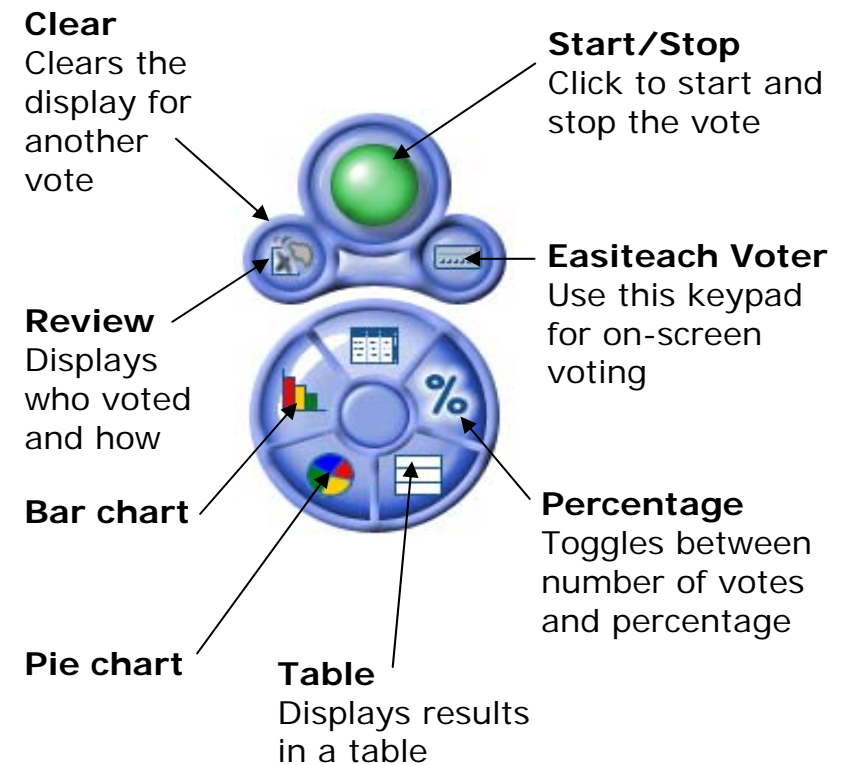 Clear
Clears the
display for
another
vote
Start/Stop
Click to start and
stop the vote
Easiteach Voter
Use this keypad
for on-screen
voting
Review
Displays
who voted
and how
%
Bar chart
Percentage
Toggles between
number of votes
and percentage
Pie chart
Table
Displays results
in a table